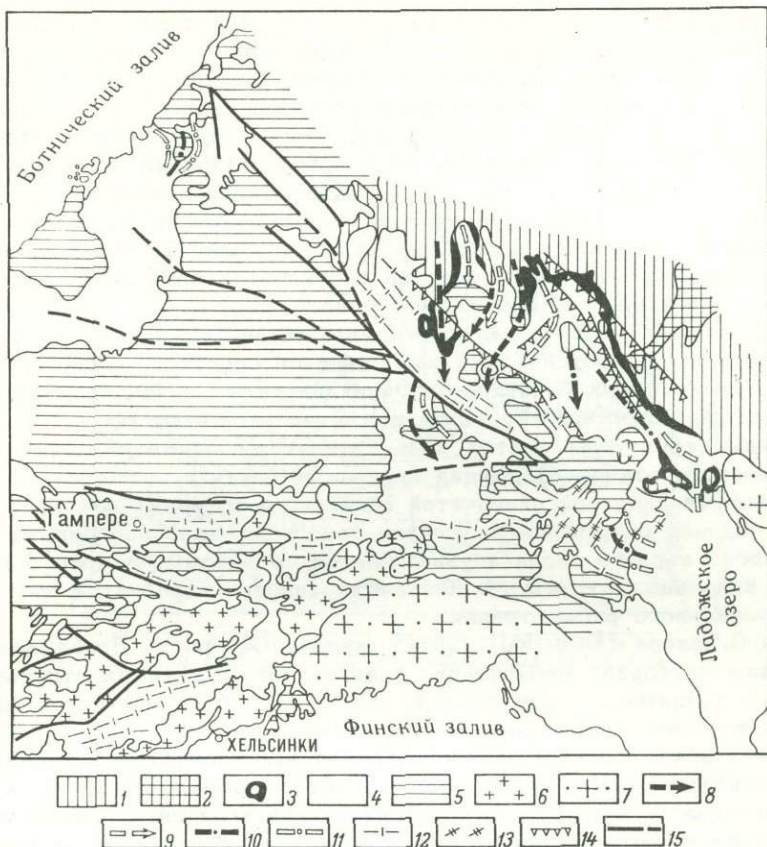 Ботнический залив
Тампере
Ладожское
озеро
Финский залив
ХЕЛЬСИНКИ
1 2 3 4 5 6 7 8
9 10 11 12 13 14 15